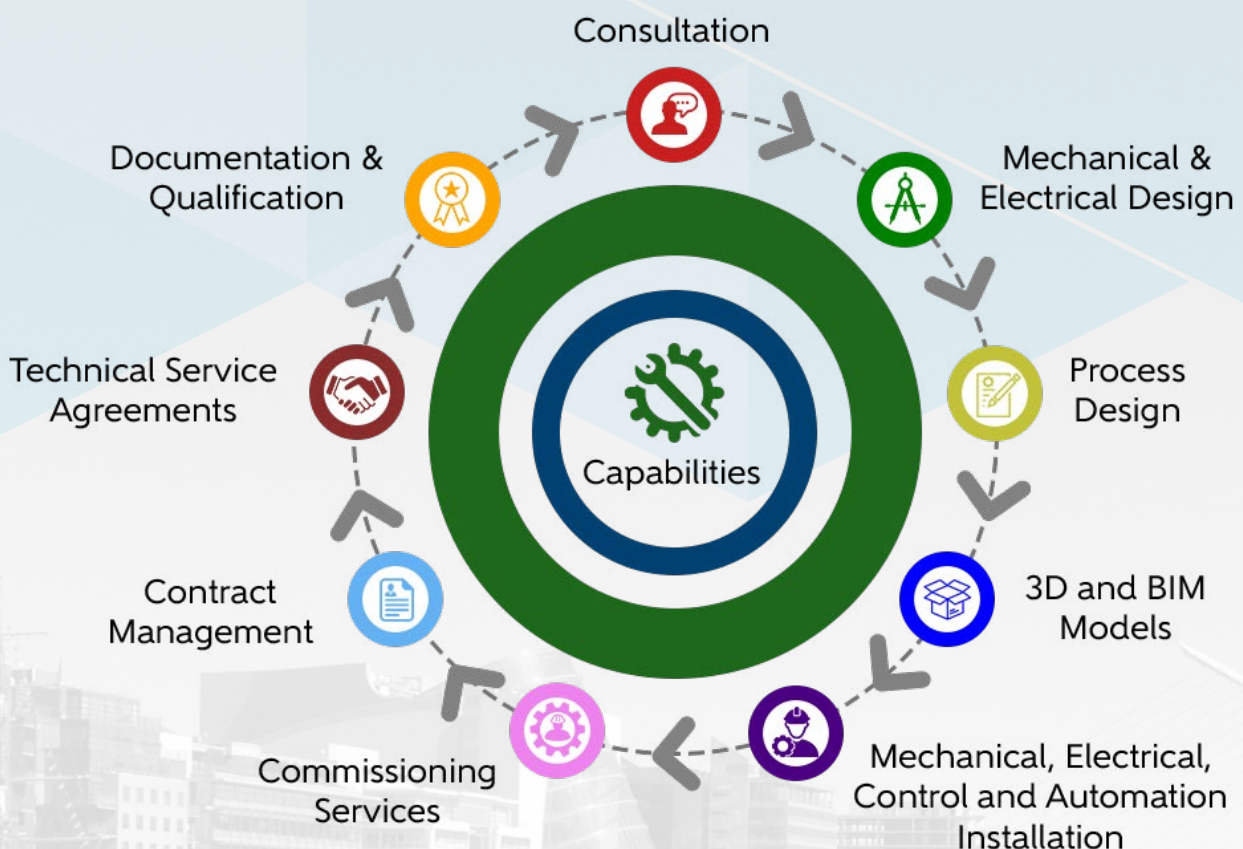 Consultation
Mechanical &
Electrical Design
Process
Design
3D and BIM
Models
Mechanical, Electrical,
Control and Automation
Installation
Commissioning
Services
Contract
Management
Technical Service
Agreements
Documentation &
Qualification
Capabilities